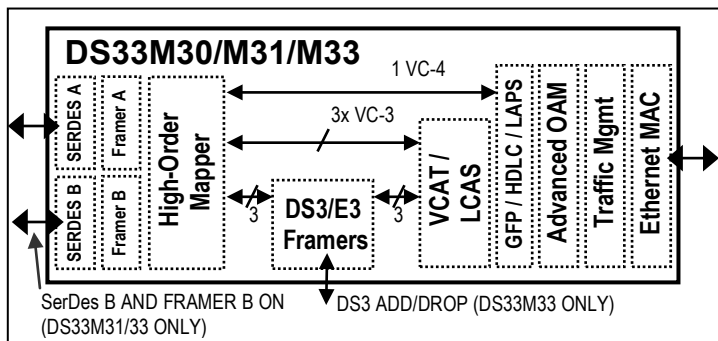 DS33M30/M31/M33
1 VC-4
3x VC-3
SERDES A
Framer A
SERDES B
Framer B
High-Order
Mapper
3
DS3/E3
Framers
3
VCAT /
LCAS
GFP / HDLC / LAPS
Advanced OAM
Traffic Mgmt
Ethernet MAC
SerDes B AND FRAMER B ON
(DS33M31/33 ONLY)
DS3 ADD/DROP (DS33M33 ONLY)